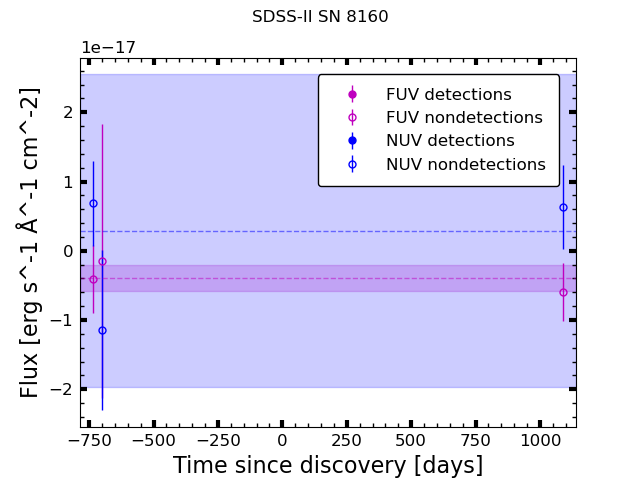 SDSS-II SN 8160
1e−17
FUV detections
FUV nondetections
NUV detections
NUV nondetections
2
1
0
−1
−2
Flux [erg s^-1 Å^-1 cm^-2]
−750
−500
−250
0
250
500
750
1000
Time since discovery [days]